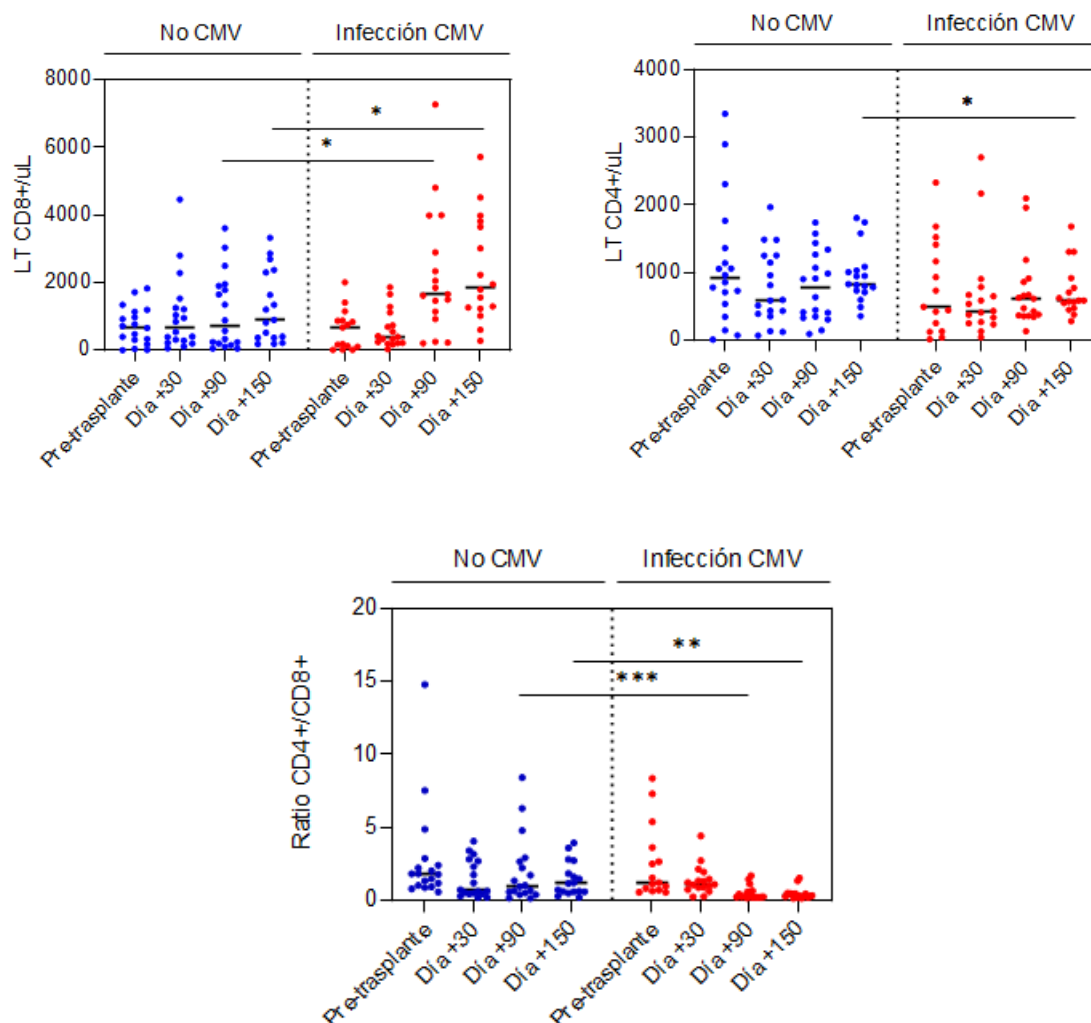 No CMV
Infección CMV
LT CD8+/uL
8000
6000
4000
2000
0
*
*
Pre-trasplante
Día +30
Día +90
Día +150
Pre-trasplante
Día +30
Día +90
Día +150
No CMV
Infección CMV
LT CD4+/uL
4000
3000
2000
1000
0
*
Pre-trasplante
Día +30
Día +90
Día +150
Pre-trasplante
Día +30
Día +90
Día +150
No CMV
Infección CMV
Ratio CD4+/CD8+
20
15
10
5
0
**
***
Pre-trasplante
Día +30
Día +90
Día +150
Pre-trasplante
Día +30
Día +90
Día +150